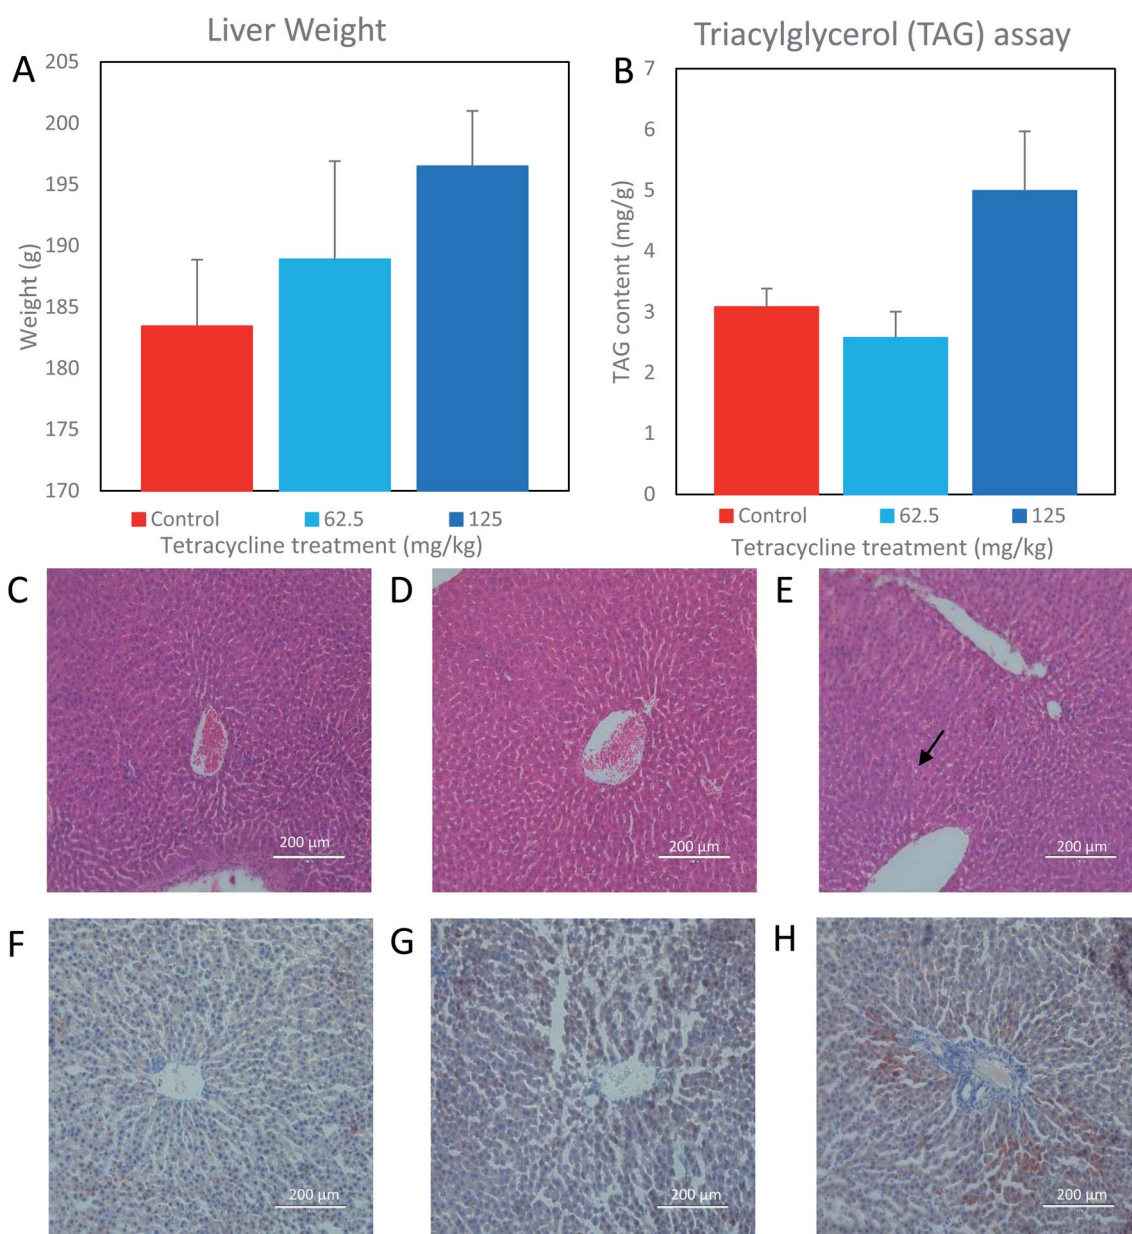 Liver Weight
Triacylglycerol (TAG) assay
A
205
200
195
190
185
180
175
170
Weight (g)
Control 62.5 125
Tetracycline treatment (mg/kg)
B
7
6
5
4
3
2
1
0
TAG content (mg/g)
Control 62.5 125
Tetracycline treatment (mg/kg)
C
200 µm
D
200 µm
E
200 µm
F
200 µm
G
200 µm
H
200 µm